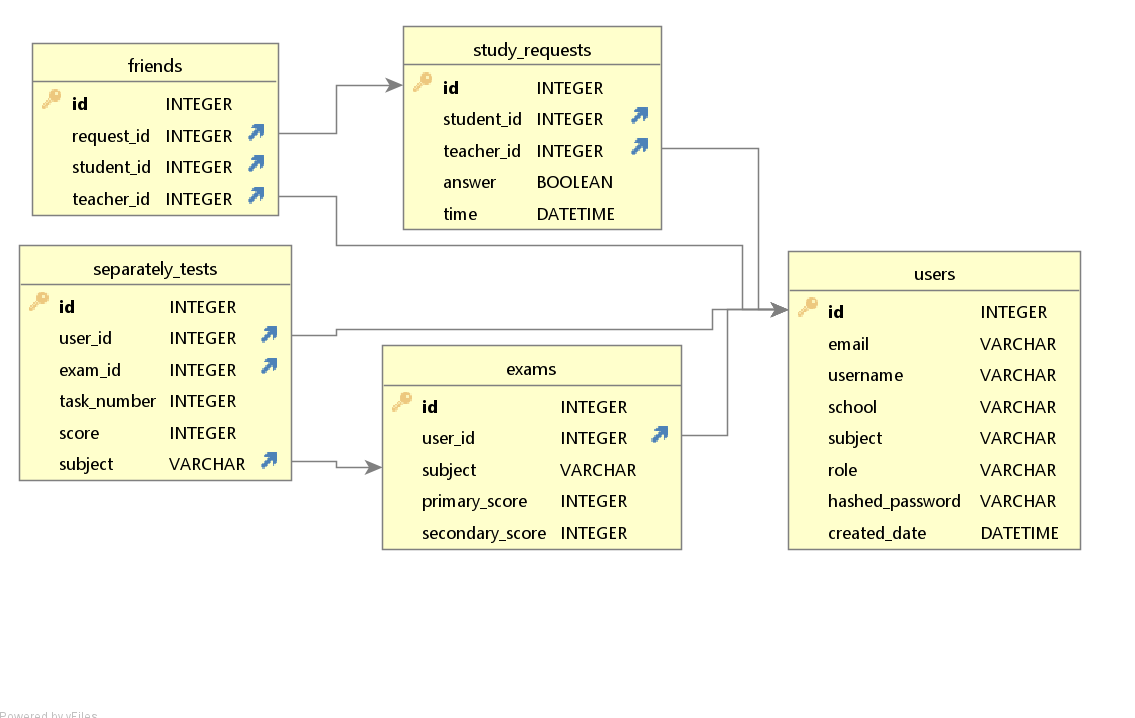 friends
id INTEGER
request_id INTEGER
student_id INTEGER
teacher_id INTEGER
study_requests
id INTEGER
student_id INTEGER
teacher_id INTEGER
answer BOOLEAN
time DATETIME
separately_tests
id INTEGER
user_id INTEGER
exam_id INTEGER
task_number INTEGER
score INTEGER
subject VARCHAR
exams
id INTEGER
user_id INTEGER
subject VARCHAR
primary_score INTEGER
secondary_score INTEGER
users
id INTEGER
email VARCHAR
username VARCHAR
school VARCHAR
subject VARCHAR
role VARCHAR
hashed_password VARCHAR
created_date DATETIME
Powered by yFiles